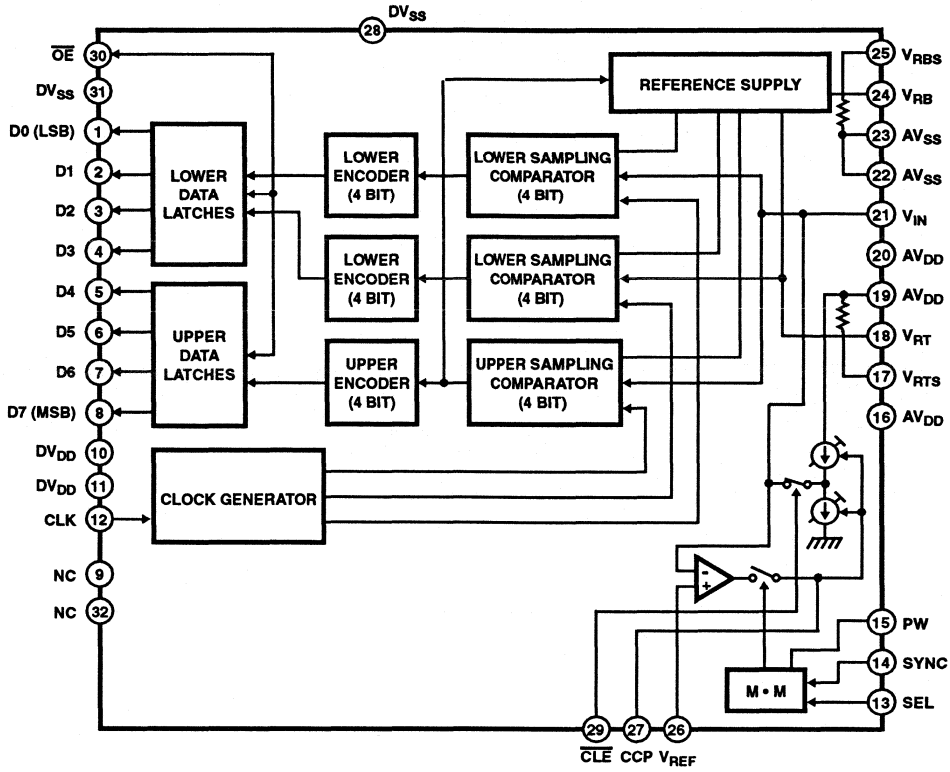 DVSS
28
OE
30
DVSS
31
D0 (LSB)
1
D1
2
D2
3
D3
4
D4
5
D5
6
D6
7
D7 (MSB)
8
DVDD
10
DVDD
11
CLK
12
NC
9
NC
32
LOWER
DATA
LATCHES
UPPER
DATA
LATCHES
CLOCK GENERATOR
LOWER
ENCODER
(4 BIT)
LOWER
ENCODER
(4 BIT)
UPPER
ENCODER
(4 BIT)
REFERENCE SUPPLY
LOWER SAMPLING
COMPARATOR
(4 BIT)
LOWER SAMPLING
COMPARATOR
(4 BIT)
UPPER SAMPLING
COMPARATOR
(4 BIT)
-
+
M • M
25
VRBS
24
VRB
23
AVSS
22
AVSS
21
VIN
20
AVDD
19
AVDD
18
VRT
17
VRTS
16
AVDD
15
PW
14
SYNC
13
SEL
29
27
26
CLE
CCP
VREF